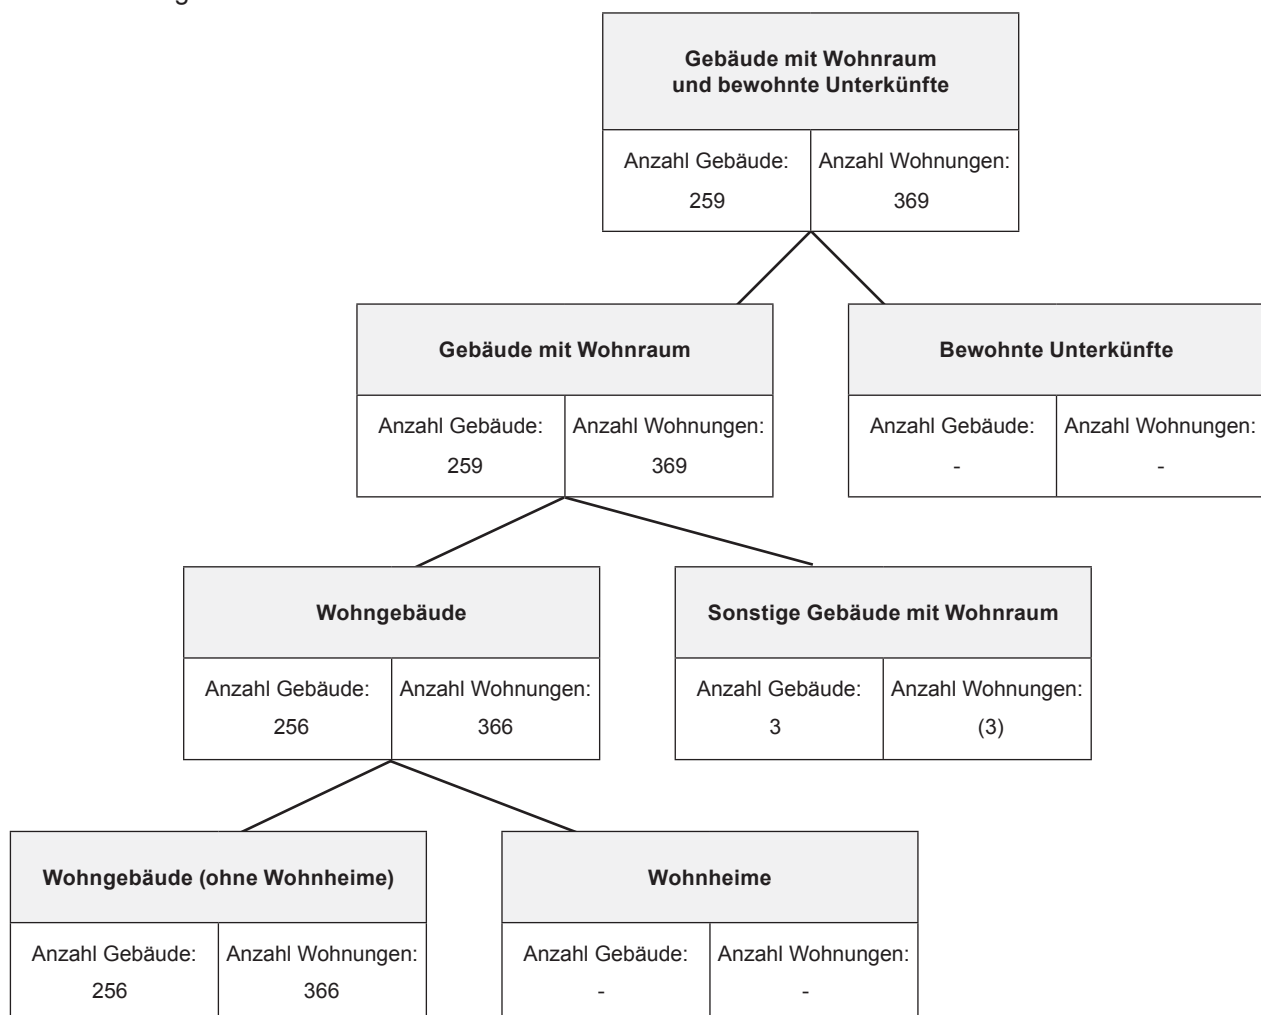 Gebäude mit Wohnraum
und bewohnte Unterkünfte
Anzahl Gebäude: Anzahl Wohnungen:
259 369
Gebäude mit Wohnraum Bewohnte Unterkünfte
Anzahl Gebäude: Anzahl Wohnungen: Anzahl Gebäude: Anzahl Wohnungen:
259 369 - -
Wohngebäude Sonstige Gebäude mit Wohnraum
Anzahl Gebäude: Anzahl Wohnungen: Anzahl Gebäude: Anzahl Wohnungen:
256 366 3 (3)
Wohngebäude (ohne Wohnheime) Wohnheime
Anzahl Gebäude: Anzahl Wohnungen: Anzahl Gebäude: Anzahl Wohnungen:
256 366 - -